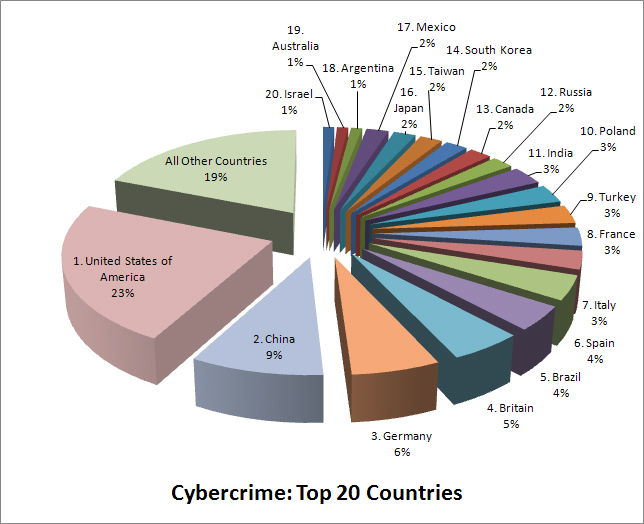 19.
Australia
1%
17. Mexico
2%
14. South Korea
2%
18. Argentina
1%
15. Taiwan
2%
20. Israel
1%
16.
Japan
2%
12. Russia
2%
13. Canada
2%
10. Poland
3%
11. India
3%
All Other Countries
19%
9. Turkey
3%
8. France
3%
1. United States of
America
23%
7. Italy
3%
2. China
9%
6. Spain
4%
5. Brazil
4%
4. Britain
5%
3. Germany
6%
Cybercrime: Top 20 Countries